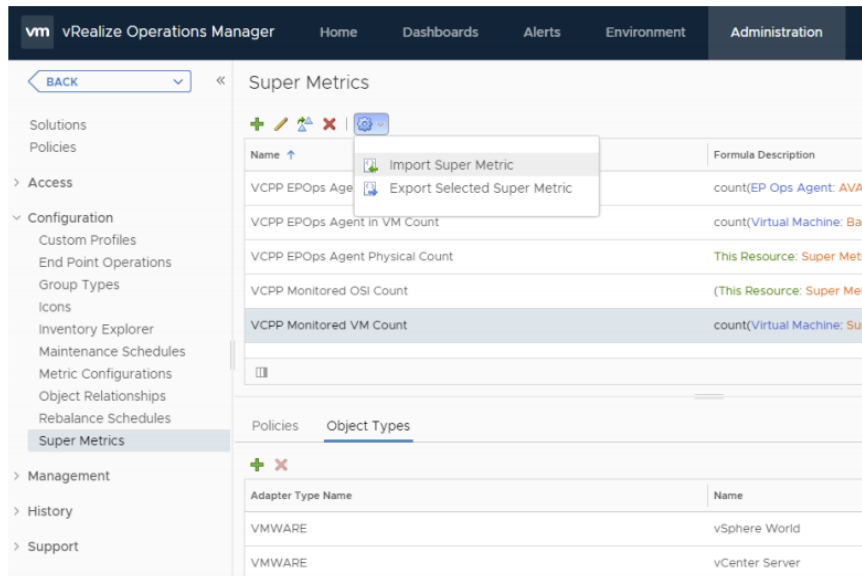 vm vRealize Operations Manager Home Dashboards Alerts Environment Administration
BACK
Solutions
Policies
Access
Configuration
Custom Profiles
End Point Operations
Group Types
Icons
Inventory Explorer
Maintenance Schedules
Metric Configurations
Object Relationships
Rebalance Schedules
Super Metrics
Management
History
Support
Super Metrics
Name Formula Description
Import Super Metric
Export Selected Super Metric
VCPP EPOps Age count(EP Ops Agent: AVA
VCPP EPOps Agent in VM Count count(Virtual Machine: Ba
VCPP EPOps Agent Physical Count This Resource: Super Met
VCPP Monitored OSI Count (This Resource: Super Me
VCPP Monitored VM Count count(Virtual Machine: Su
Policies Object Types
Adapter Type Name Name
VMWARE vSphere World
VMWARE vCenter Server